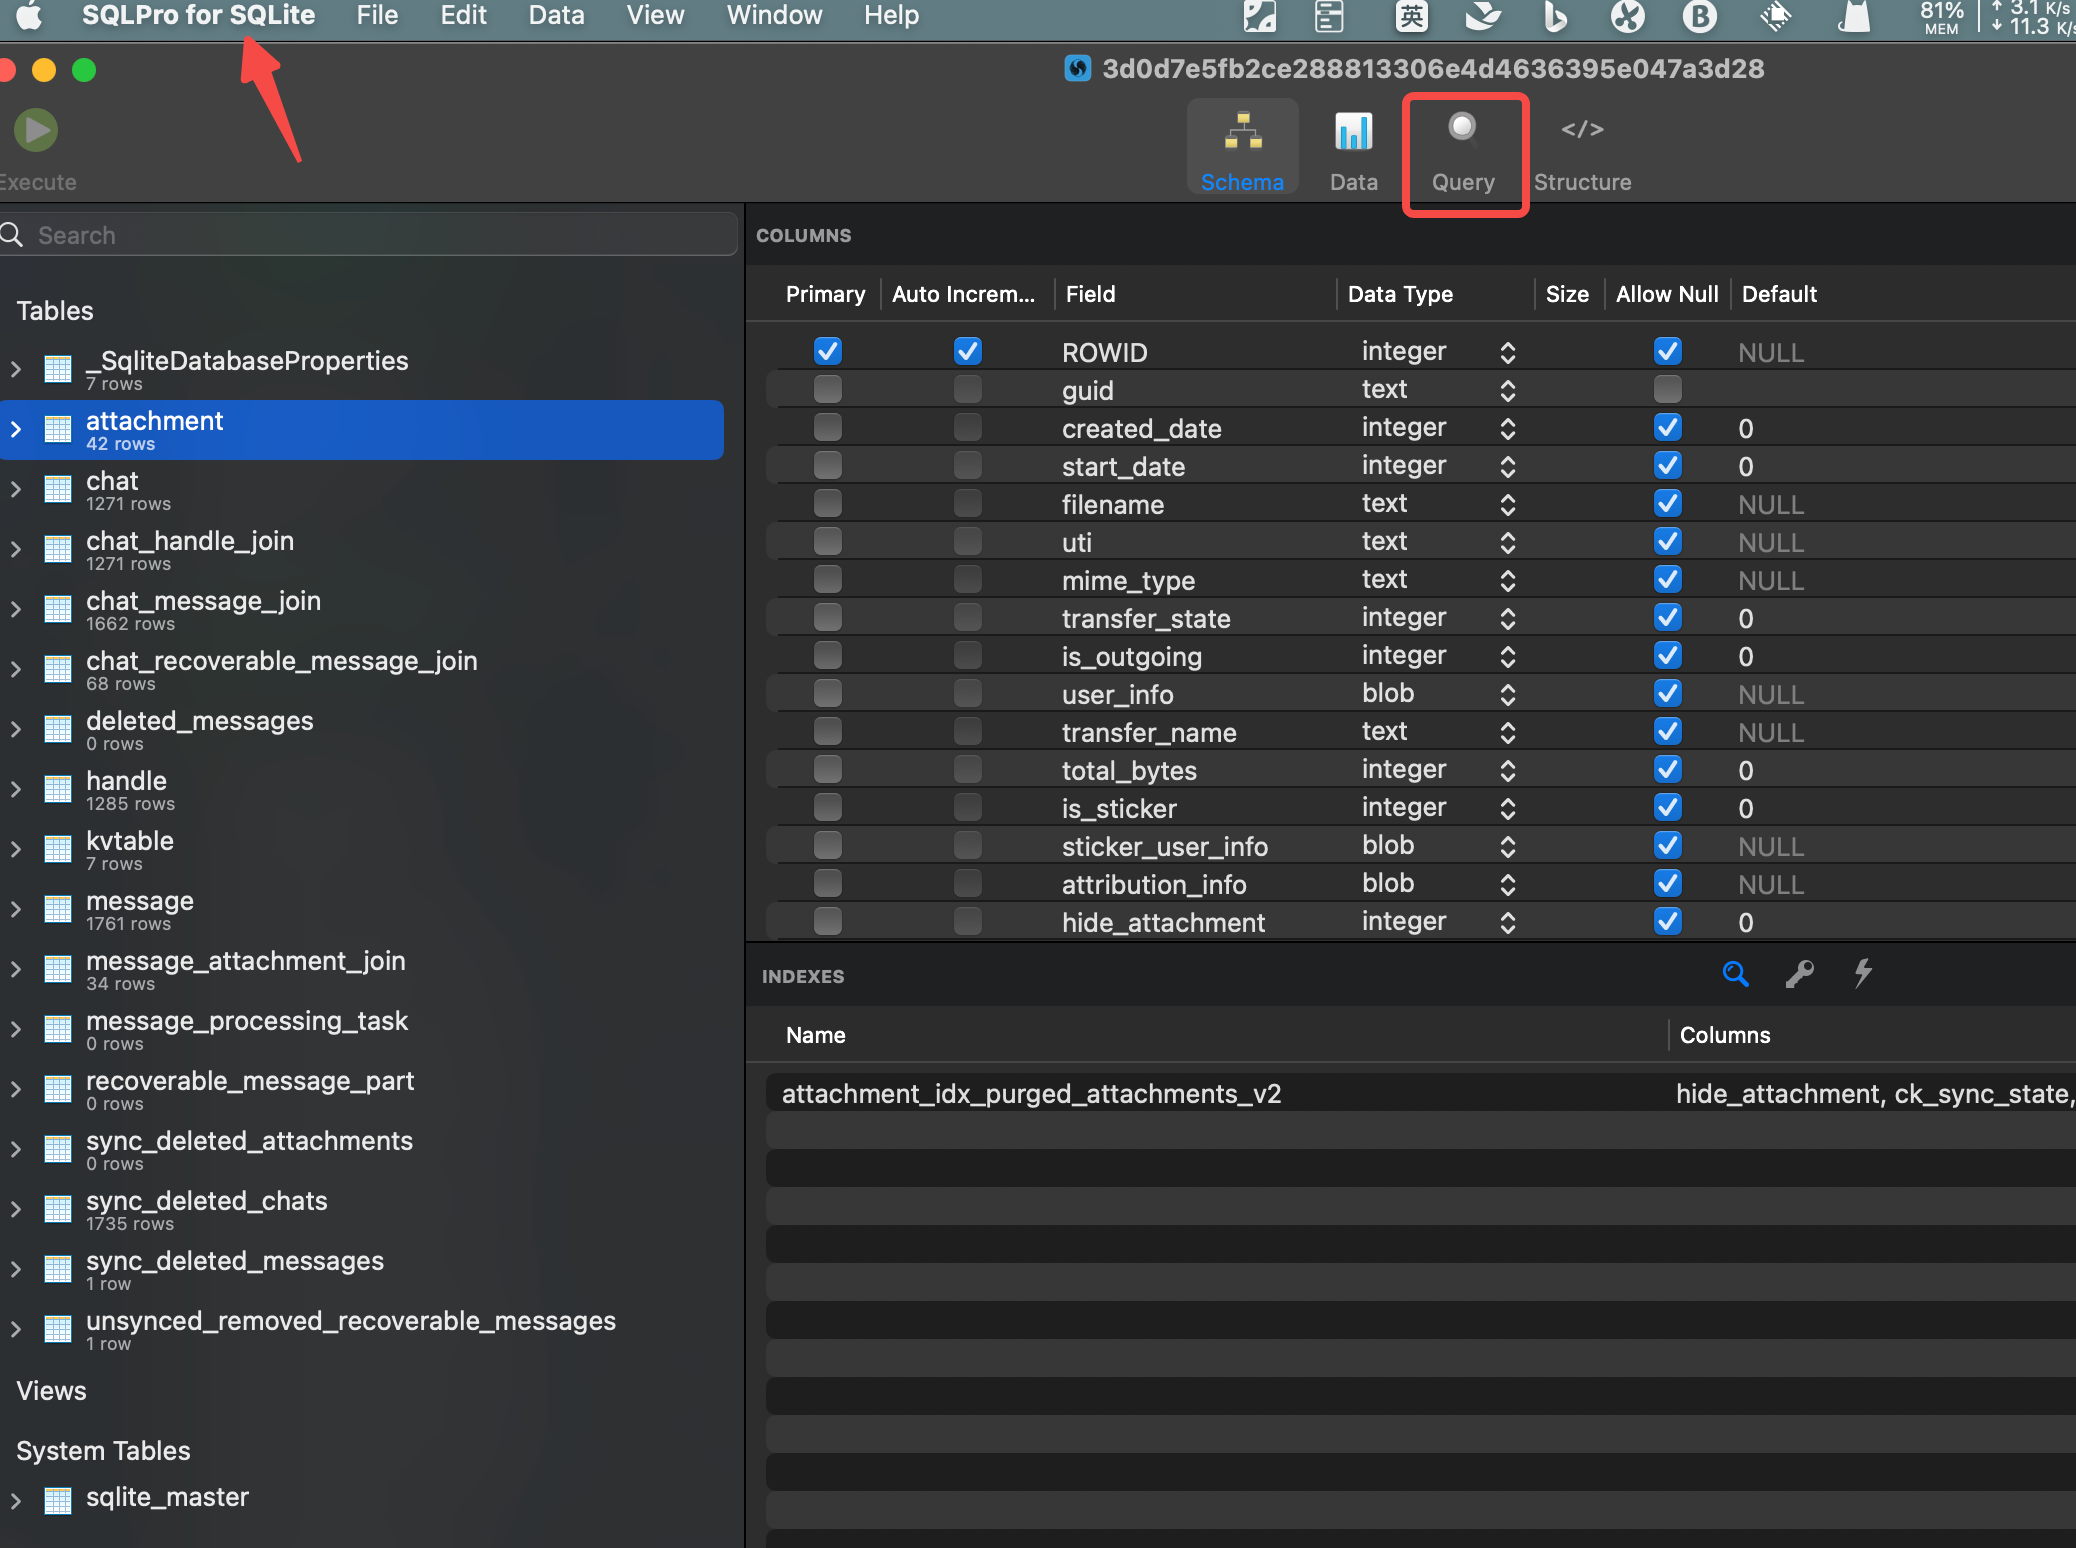 SQLPro for SQLite File Edit Data View Window Help 英 B 81% MEM ↑ 3.1 K/s ↓ 11.3 K/s
3d0d7e5fb2ce288813306e4d4636395e047a3d28
Execute Schema Data Query </> Structure
Search
Tables
_SqliteDatabaseProperties
7 rows
attachment
42 rows
chat
1271 rows
chat_handle_join
1271 rows
chat_message_join
1662 rows
chat_recoverable_message_join
68 rows
deleted_messages
0 rows
handle
1285 rows
kvtable
7 rows
message
1761 rows
message_attachment_join
34 rows
message_processing_task
0 rows
recoverable_message_part
0 rows
sync_deleted_attachments
0 rows
sync_deleted_chats
1735 rows
sync_deleted_messages
1 row
unsynced_removed_recoverable_messages
1 row
Views
System Tables
sqlite_master
COLUMNS
Primary Auto Increm... Field Data Type Size Allow Null Default
ROWID integer NULL
guid text
created_date integer 0
start_date integer 0
filename text NULL
uti text NULL
mime_type text NULL
transfer_state integer 0
is_outgoing integer 0
user_info blob NULL
transfer_name text NULL
total_bytes integer 0
is_sticker integer 0
sticker_user_info blob NULL
attribution_info blob NULL
hide_attachment integer 0
INDEXES
Name Columns
attachment_idx_purged_attachments_v2 hide_attachment, ck_sync_state,